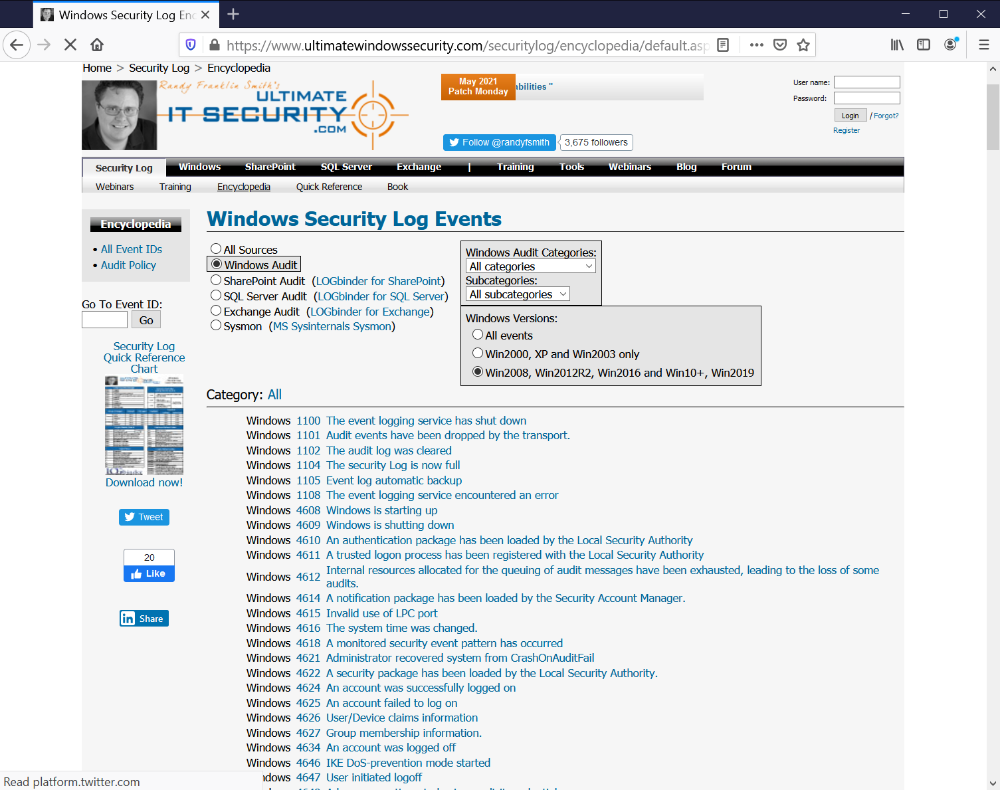 Windows Security Log Enc
https://www.ultimatewindowssecurity.com/securitylog/encyclopedia/default.asp
Home > Security Log > Encyclopedia
Randy Franklin Smith's
ULTIMATE
IT SECURITY
.COM
May 2021
Patch Monday
abilities "
Follow @randyfsmith
3,675 followers
User name:
Password:
Login / Forgot?
Register
Security Log Windows SharePoint SQL Server Exchange | Training Tools Webinars Blog Forum
Webinars Training Encyclopedia Quick Reference Book
Encyclopedia
• All Event IDs
• Audit Policy
Go To Event ID:
Go
Security Log
Quick Reference
Chart
Download now!
Tweet
20
Like
in Share
Windows Security Log Events
All Sources
Windows Audit
SharePoint Audit (LOGbinder for SharePoint)
SQL Server Audit (LOGbinder for SQL Server)
Exchange Audit (LOGbinder for Exchange)
Sysmon (MS Sysinternals Sysmon)
Windows Audit Categories:
All categories
Subcategories:
All subcategories
Windows Versions:
All events
Win2000, XP and Win2003 only
Win2008, Win2012R2, Win2016 and Win10+, Win2019
Category: All
Windows 1100 The event logging service has shut down
Windows 1101 Audit events have been dropped by the transport.
Windows 1102 The audit log was cleared
Windows 1104 The security Log is now full
Windows 1105 Event log automatic backup
Windows 1108 The event logging service encountered an error
Windows 4608 Windows is starting up
Windows 4609 Windows is shutting down
Windows 4610 An authentication package has been loaded by the Local Security Authority
Windows 4611 A trusted logon process has been registered with the Local Security Authority
Windows 4612 Internal resources allocated for the queuing of audit messages have been exhausted, leading to the loss of some
audits.
Windows 4614 A notification package has been loaded by the Security Account Manager.
Windows 4615 Invalid use of LPC port
Windows 4616 The system time was changed.
Windows 4618 A monitored security event pattern has occurred
Windows 4621 Administrator recovered system from CrashOnAuditFail
Windows 4622 A security package has been loaded by the Local Security Authority.
Windows 4624 An account was successfully logged on
Windows 4625 An account failed to log on
Windows 4626 User/Device claims information
Windows 4627 Group membership information.
Windows 4634 An account was logged off
Windows 4646 IKE DoS-prevention mode started
ndows 4647 User initiated logoff
Read platform.twitter.com